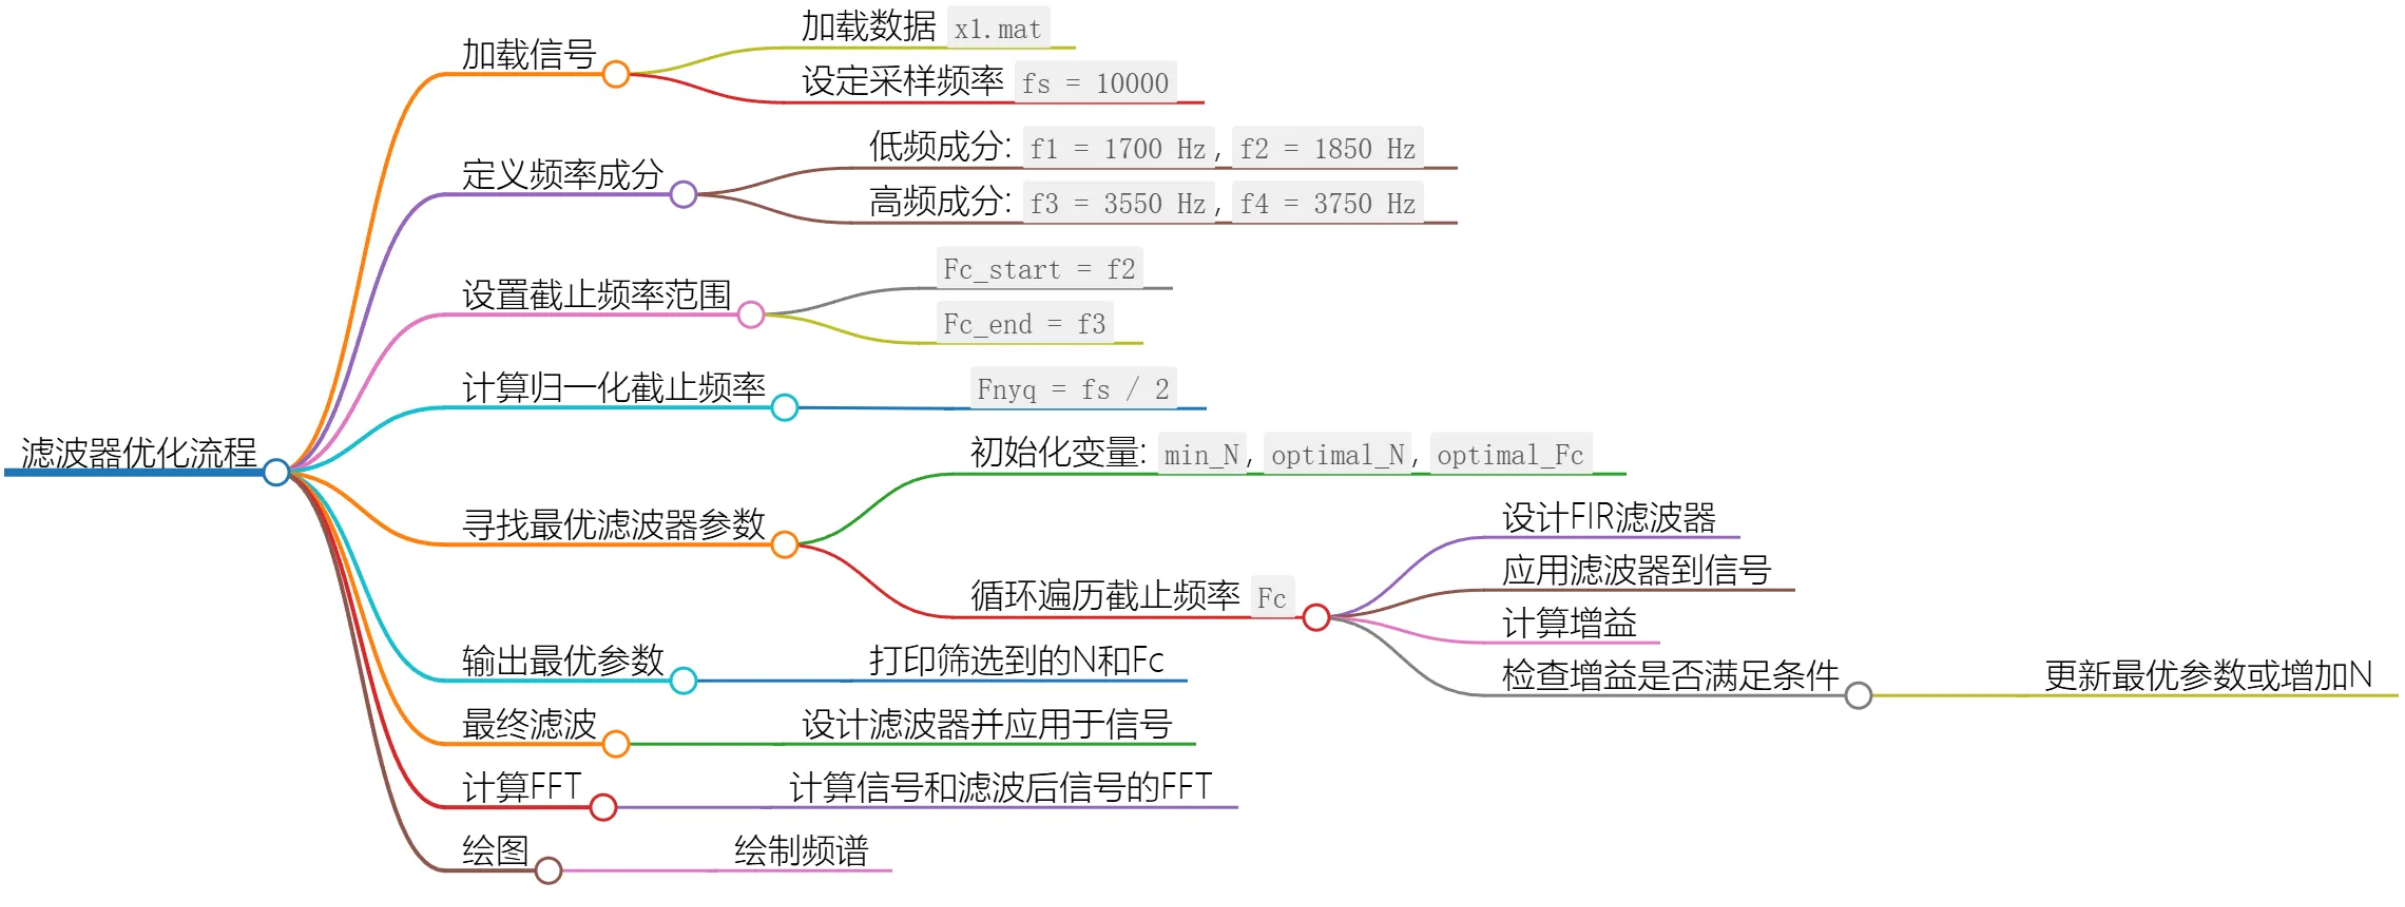 滤波器优化流程
加载信号
加载数据 x1.mat
设定采样频率 fs = 10000
定义频率成分
低频成分: f1 = 1700 Hz, f2 = 1850 Hz
高频成分: f3 = 3550 Hz, f4 = 3750 Hz
设置截止频率范围
Fc_start = f2
Fc_end = f3
计算归一化截止频率
Fnyq = fs / 2
寻找最优滤波器参数
初始化变量: min_N, optimal_N, optimal_Fc
循环遍历截止频率 Fc
设计FIR滤波器
应用滤波器到信号
计算增益
检查增益是否满足条件
更新最优参数或增加N
输出最优参数
打印筛选到的N和Fc
最终滤波
设计滤波器并应用于信号
计算FFT
计算信号和滤波后信号的FFT
绘图
绘制频谱